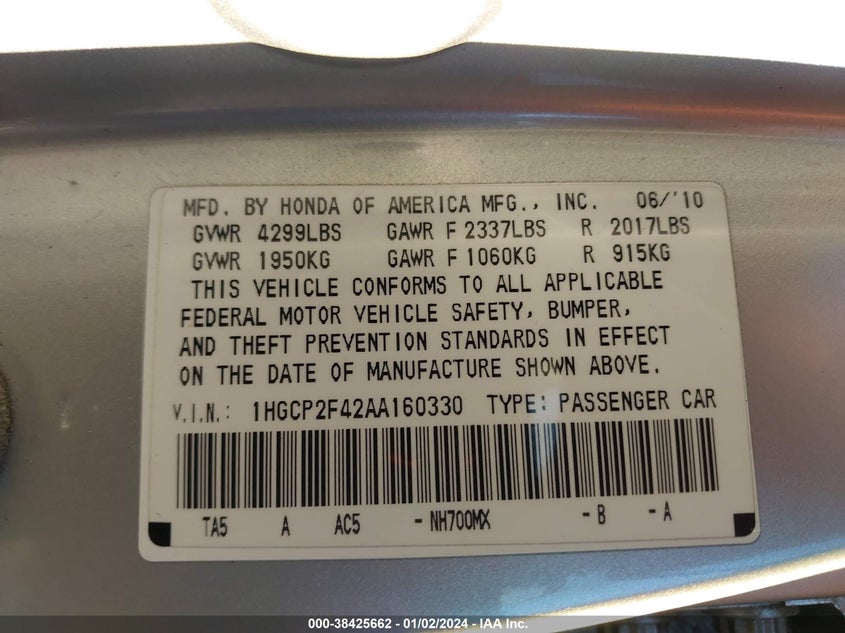 MFD. BY HONDA OF AMERICA MFG., INC. 06/'10
GVWR 4299LBS GAWR F 2337LBS R 2017LBS
GVWR 1950KG GAWR F 1060KG R 915KG
THIS VEHICLE CONFORMS TO ALL APPLICABLE
FEDERAL MOTOR VEHICLE SAFETY, BUMPER,
AND THEFT PREVENTION STANDARDS IN EFFECT
ON THE DATE OF MANUFACTURE SHOWN ABOVE.
V.I.N.: 1HGCP2F42AA160330 TYPE: PASSENGER CAR
TA5 A AC5 -NH700MX -B -A
000-38425662 - 01/02/2024 - IAA Inc.